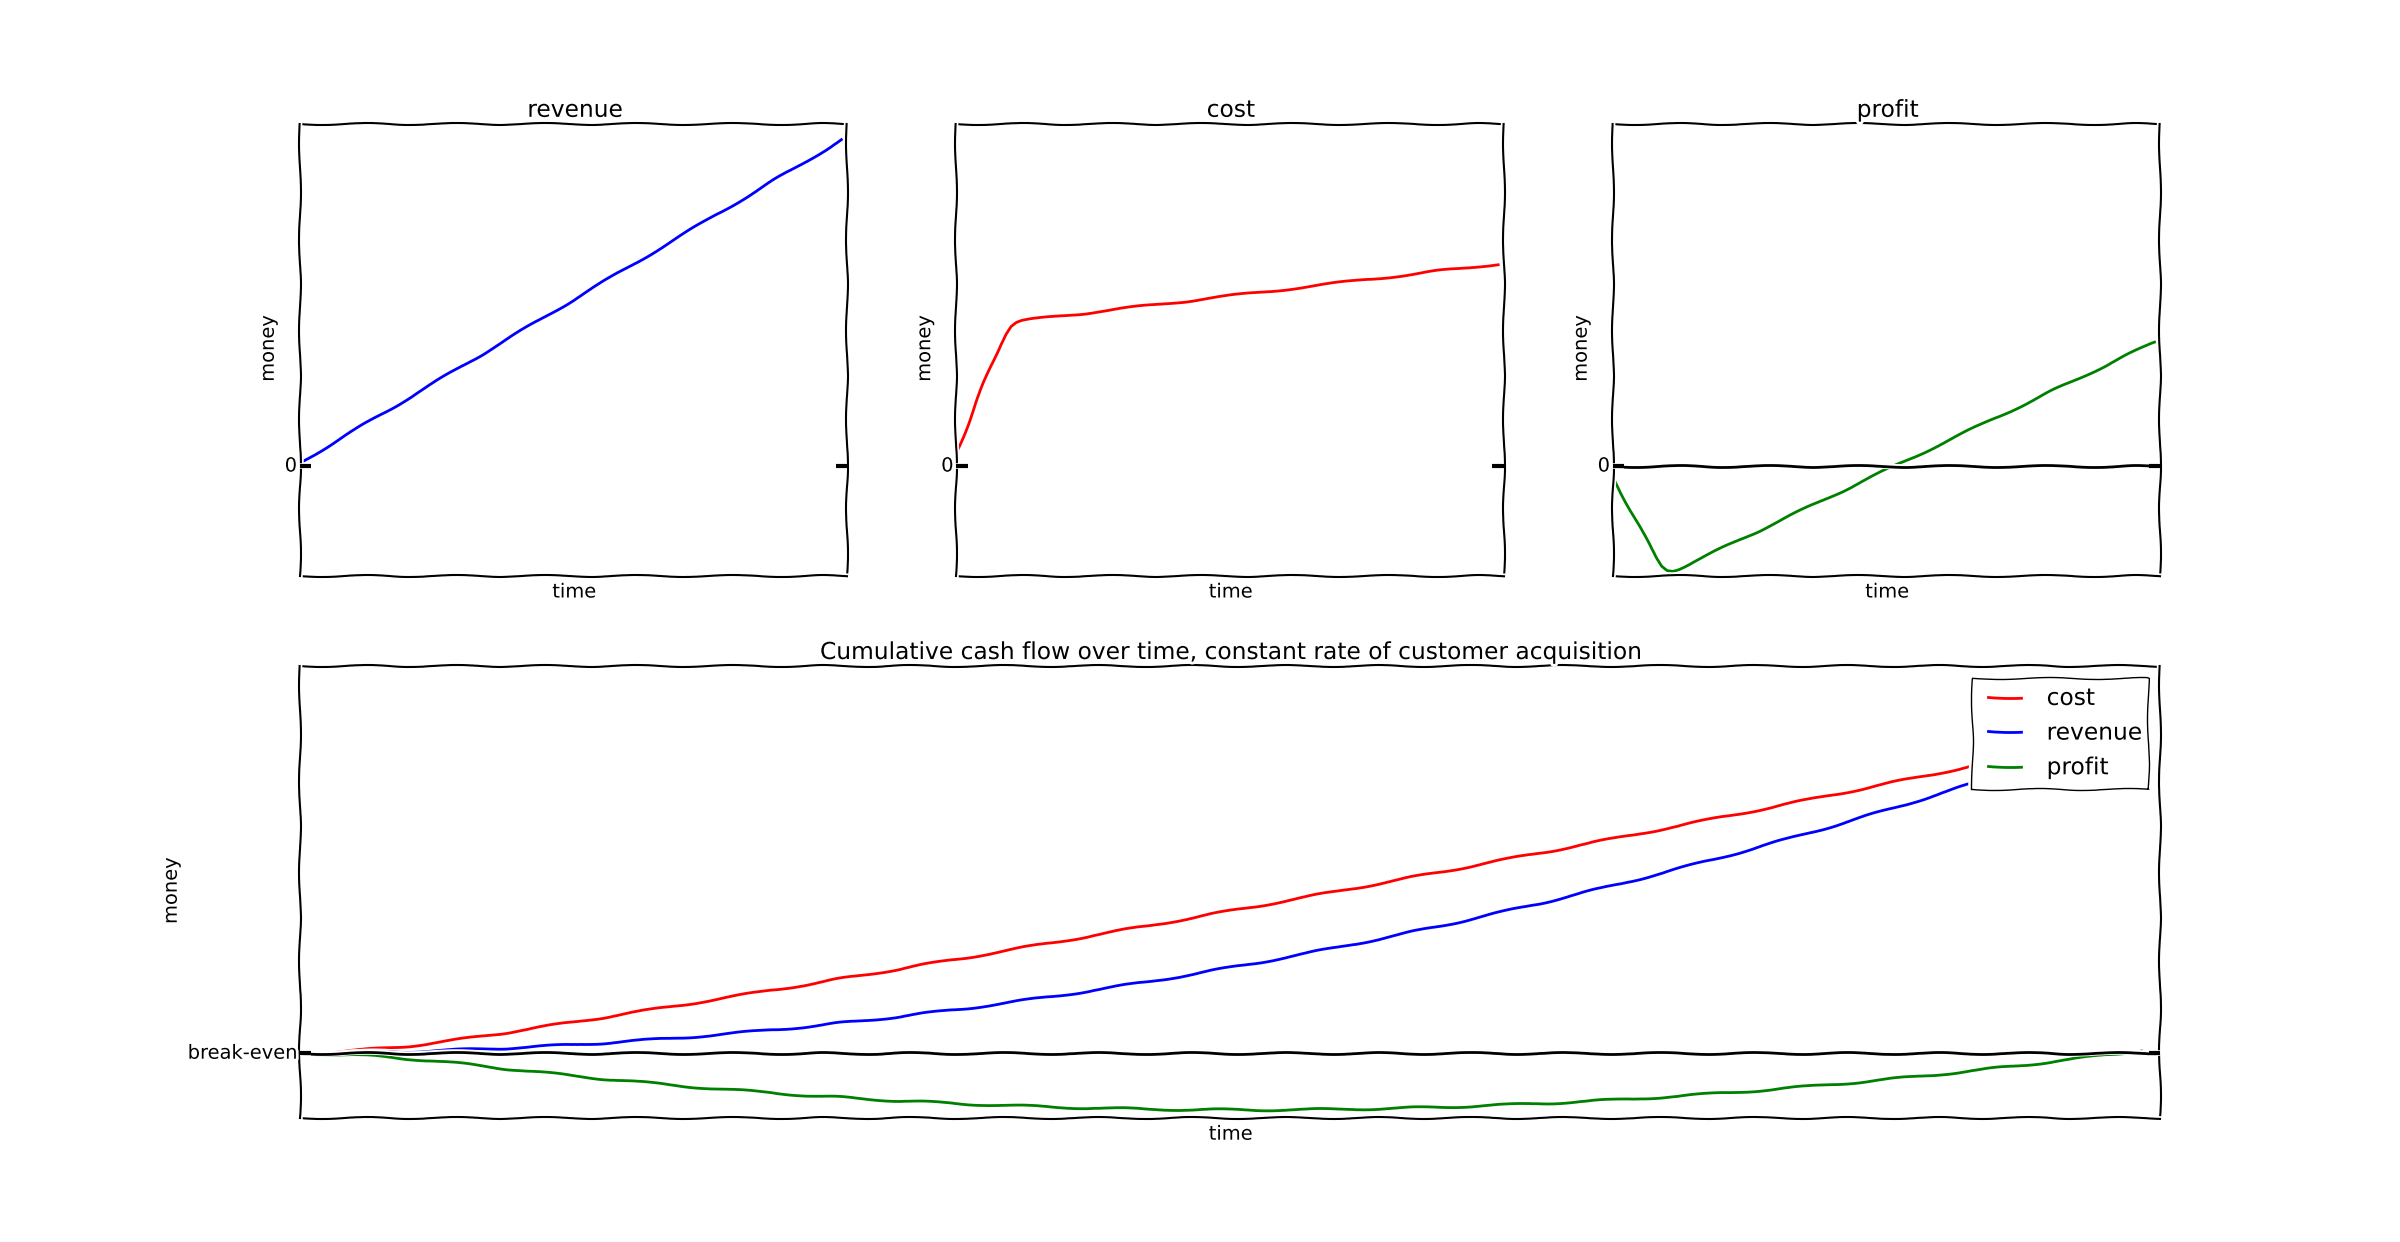 revenue
cost
profit
money
0
time
money
0
time
money
0
time
Cumulative cash flow over time, constant rate of customer acquisition
cost
revenue
profit
money
break-even
time